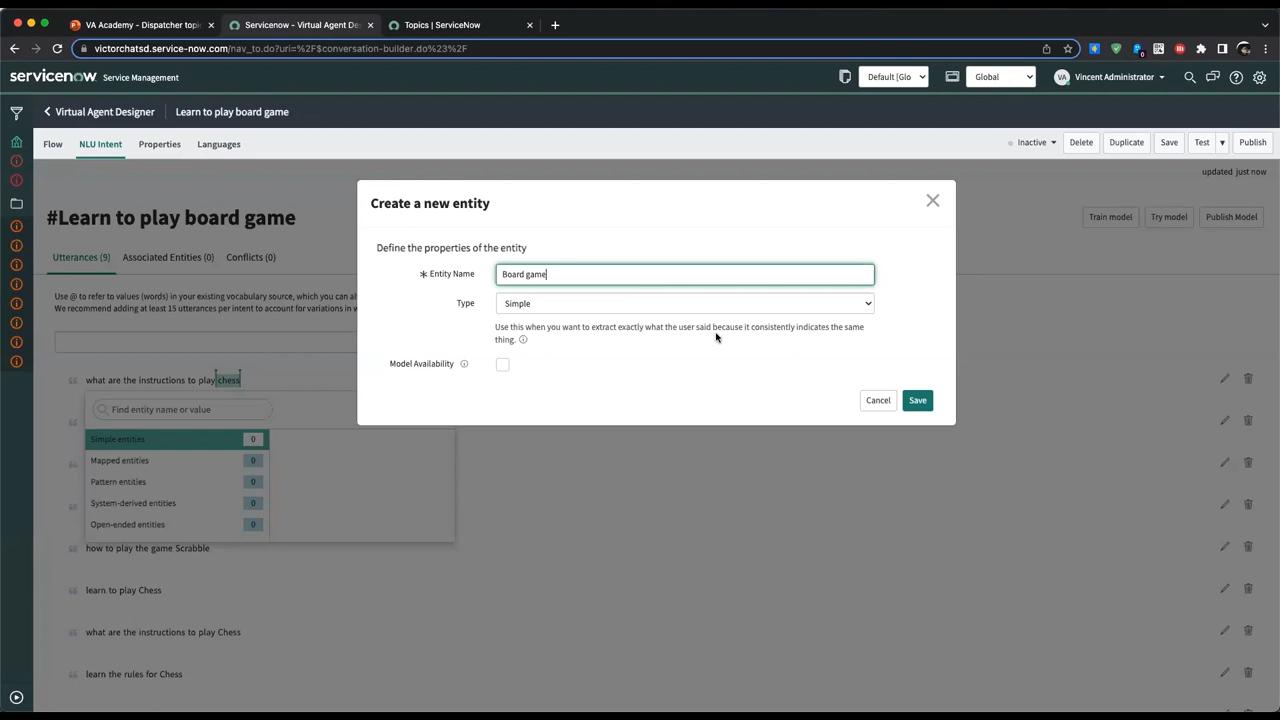 VA Academy - Dispatcher topi
Servicenow - Virtual Agent De
Topics | ServiceNow
victorchatsd.service-now.com/nav_to.do?uri=%2F$conversation-builder.do%23%2F
servicenow Service Management
Default [Glo
Global
VA Vincent Administrator
Virtual Agent Designer
Learn to play board game
Flow
NLU Intent
Properties
Languages
Inactive
Delete
Duplicate
Save
Test
Publish
updated just now
#Learn to play board game
Train model
Try model
Publish Model
Utterances (9)
Associated Entities (0)
Conflicts (0)
Use @ to refer to values (words) in your existing vocabulary source, which you can al
We recommend adding at least 15 utterances per intent to account for variations in w
what are the instructions to play chess
Find entity name or value
Simple entities 0
Mapped entities 0
Pattern entities 0
System-derived entities 0
Open-ended entities 0
how to play the game Scrabble
learn to play Chess
what are the instructions to play Chess
learn the rules for Chess
Create a new entity
Define the properties of the entity
Entity Name
Board game
Type
Simple
Use this when you want to extract exactly what the user said because it consistently indicates the same
thing.
Model Availability
Cancel
Save